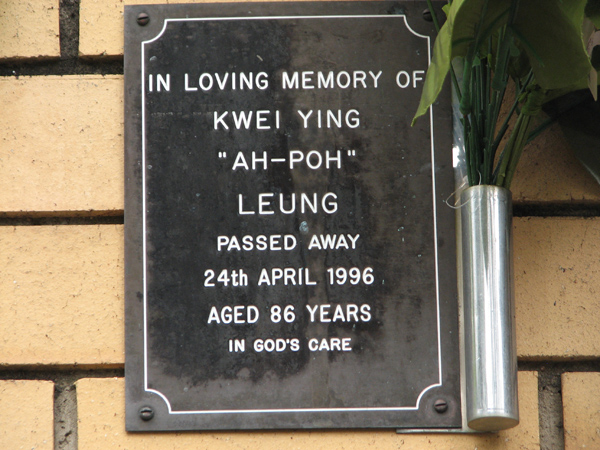 IN LOVING MEMORY OF
KWEI YING
"AH-POH"
LEUNG
PASSED AWAY
24th APRIL 1996
AGED 86 YEARS
IN GOD'S CARE